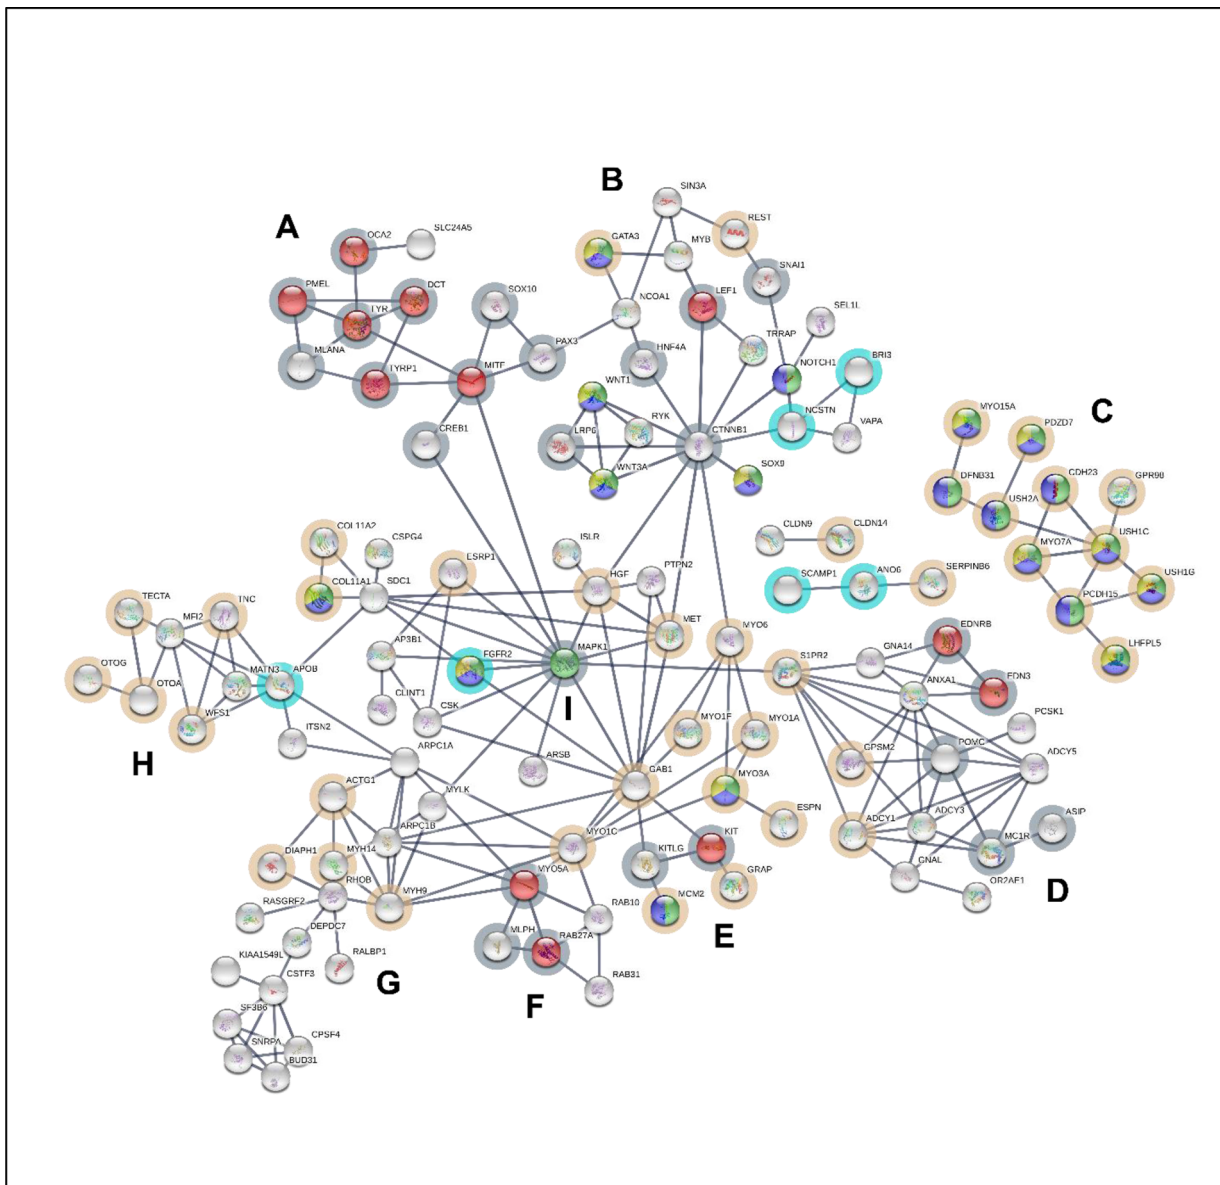 B
SIN3A
A
OCA2
SLC24A5
GATA3
MYB
REST
PMEL
DCT
SOX10
NCOA1
LEF1
SNAI1
TYR
SEL1L
PAX3
HNF4A
TRRAP
MLANA
TYRP1
MITF
NOTCH1
BRI3
WNT1
RYK
C
CREB1
LRP6
CTNNB1
NCSTN
VAPA
MYO15A
PDZD7
WNT3A
SOX9
DFNB31
CDH23
GPR98
USH2A
COL11A2
CSPG4
ISLR
CLDN9
CLDN14
MYO7A
USH1C
ESRP1
HGF
PTPN2
COL11A1
SDC1
SCAMP1
ANO6
SERPINB6
USH1G
TECTA
TNC
PCDH15
MFI2
MET
MYO6
EDNRB
LHFPL5
AP3B1
FGFR2
MAPK1
S1PR2
GNA14
OTOG
MATN3
APOB
ANXA1
EDN3
OTOA
CLINT1
I
WFS1
CSK
MYO1F
MYO1A
PCSK1
ITSN2
GPSM2
POMC
H
ARPC1A
ARSB
GAB1
ADCY5
ACTG1
MYLK
MYO3A
ESPN
ARPC1B
MYO1C
ADCY1
ADCY3
ASIP
DIAPH1
MYH14
KITLG
KIT
MC1R
RHOB
MYO5A
GRAP
GNAL
D
RASGRF2
MYH9
RAB10
MCM2
OR2AE1
DEPDC7
MLPH
RAB27A
E
KIAA1549L
RALBP1
CSTF3
G
RAB31
F
SF3B6
CPSF4
SNRPA
BUD31